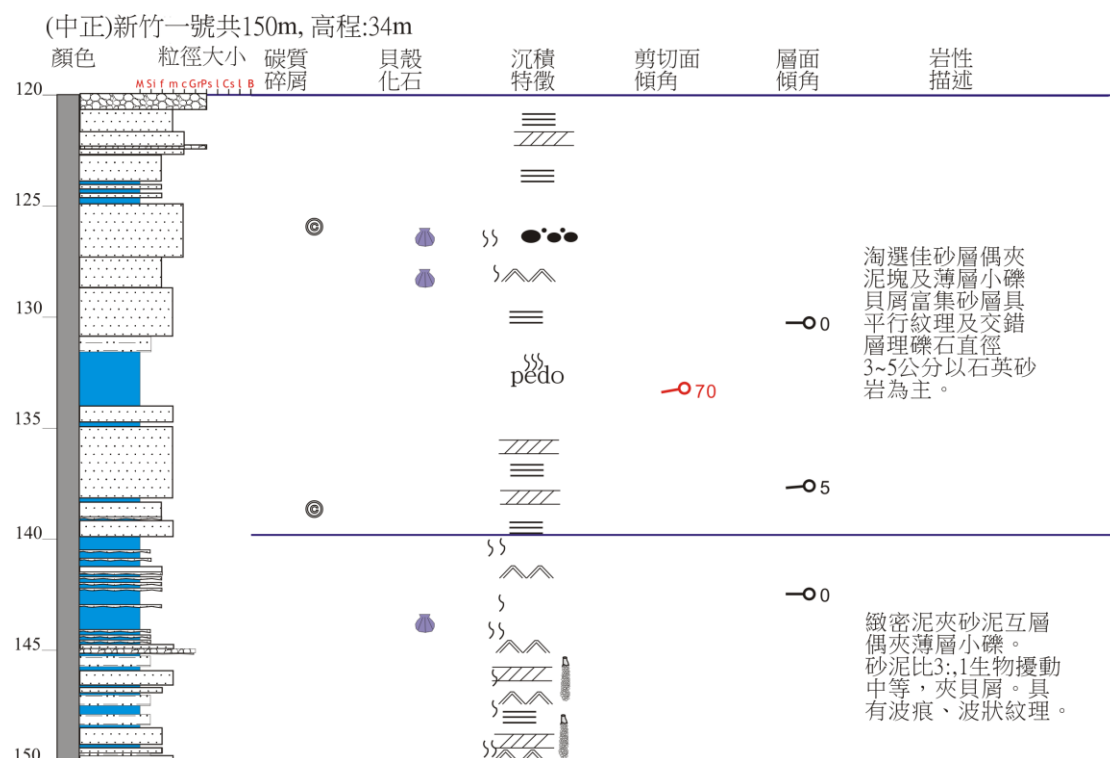 (中正)新竹一號共150m, 高程:34m
顏色 粒徑大小 碳質碎屑 貝殼化石 沉積特徵 剪切面傾角 層面傾角 岩性描述
M Si f m c Gr Ps l Cs l B
120
125
130
135
140
145
150
pedo
70
0
5
0
淘選佳砂層偶夾
泥塊及薄層小礫
貝屑富集砂層具
平行紋理及交錯
層理礫石直徑
3~5公分以石英砂
岩為主。
緻密泥夾砂泥互層
偶夾薄層小礫。
砂泥比3:,1生物擾動
中等，夾貝屑。具
有波痕、波狀紋理。